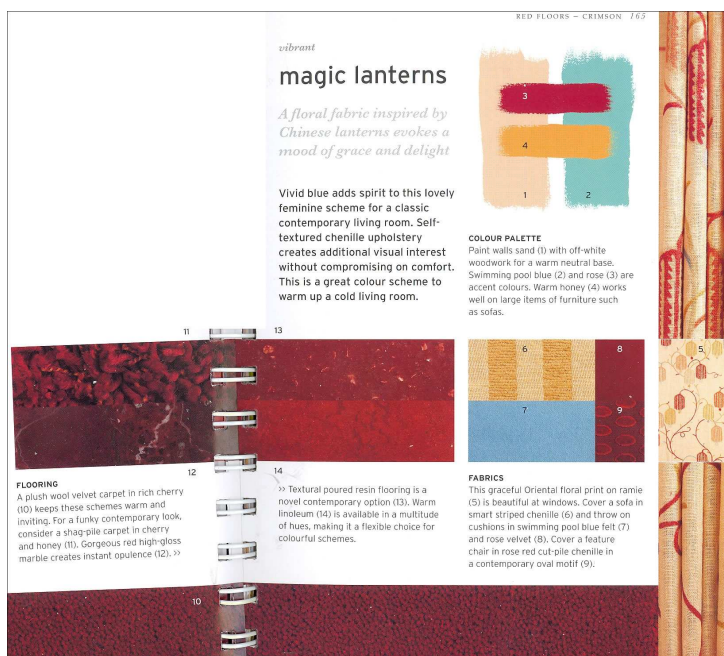 RED FLOORS – CRIMSON 165
vibrant
magic lanterns
A floral fabric inspired by
Chinese lanterns evokes a
mood of grace and delight
Vivid blue adds spirit to this lovely
feminine scheme for a classic
contemporary living room. Self-
textured chenille upholstery
creates additional visual interest
without compromising on comfort.
This is a great colour scheme to
warm up a cold living room.
3
4
1
2
COLOUR PALETTE
Paint walls sand (1) with off-white
woodwork for a warm neutral base.
Swimming pool blue (2) and rose (3) are
accent colours. Warm honey (4) works
well on large items of furniture such
as sofas.
11
13
6
8
5
7
9
12
14
FLOORING
A plush wool velvet carpet in rich cherry
(10) keeps these schemes warm and
inviting. For a funky contemporary look,
consider a shag-pile carpet in cherry
and honey (11). Gorgeous red high-gloss
marble creates instant opulence (12). >>
>> Textural poured resin flooring is a
novel contemporary option (13). Warm
linoleum (14) is available in a multitude
of hues, making it a flexible choice for
colourful schemes.
FABRICS
This graceful Oriental floral print on ramie
(5) is beautiful at windows. Cover a sofa in
smart striped chenille (6) and throw on
cushions in swimming pool blue felt (7)
and rose velvet (8). Cover a feature
chair in rose red cut-pile chenille in
a contemporary oval motif (9).
10